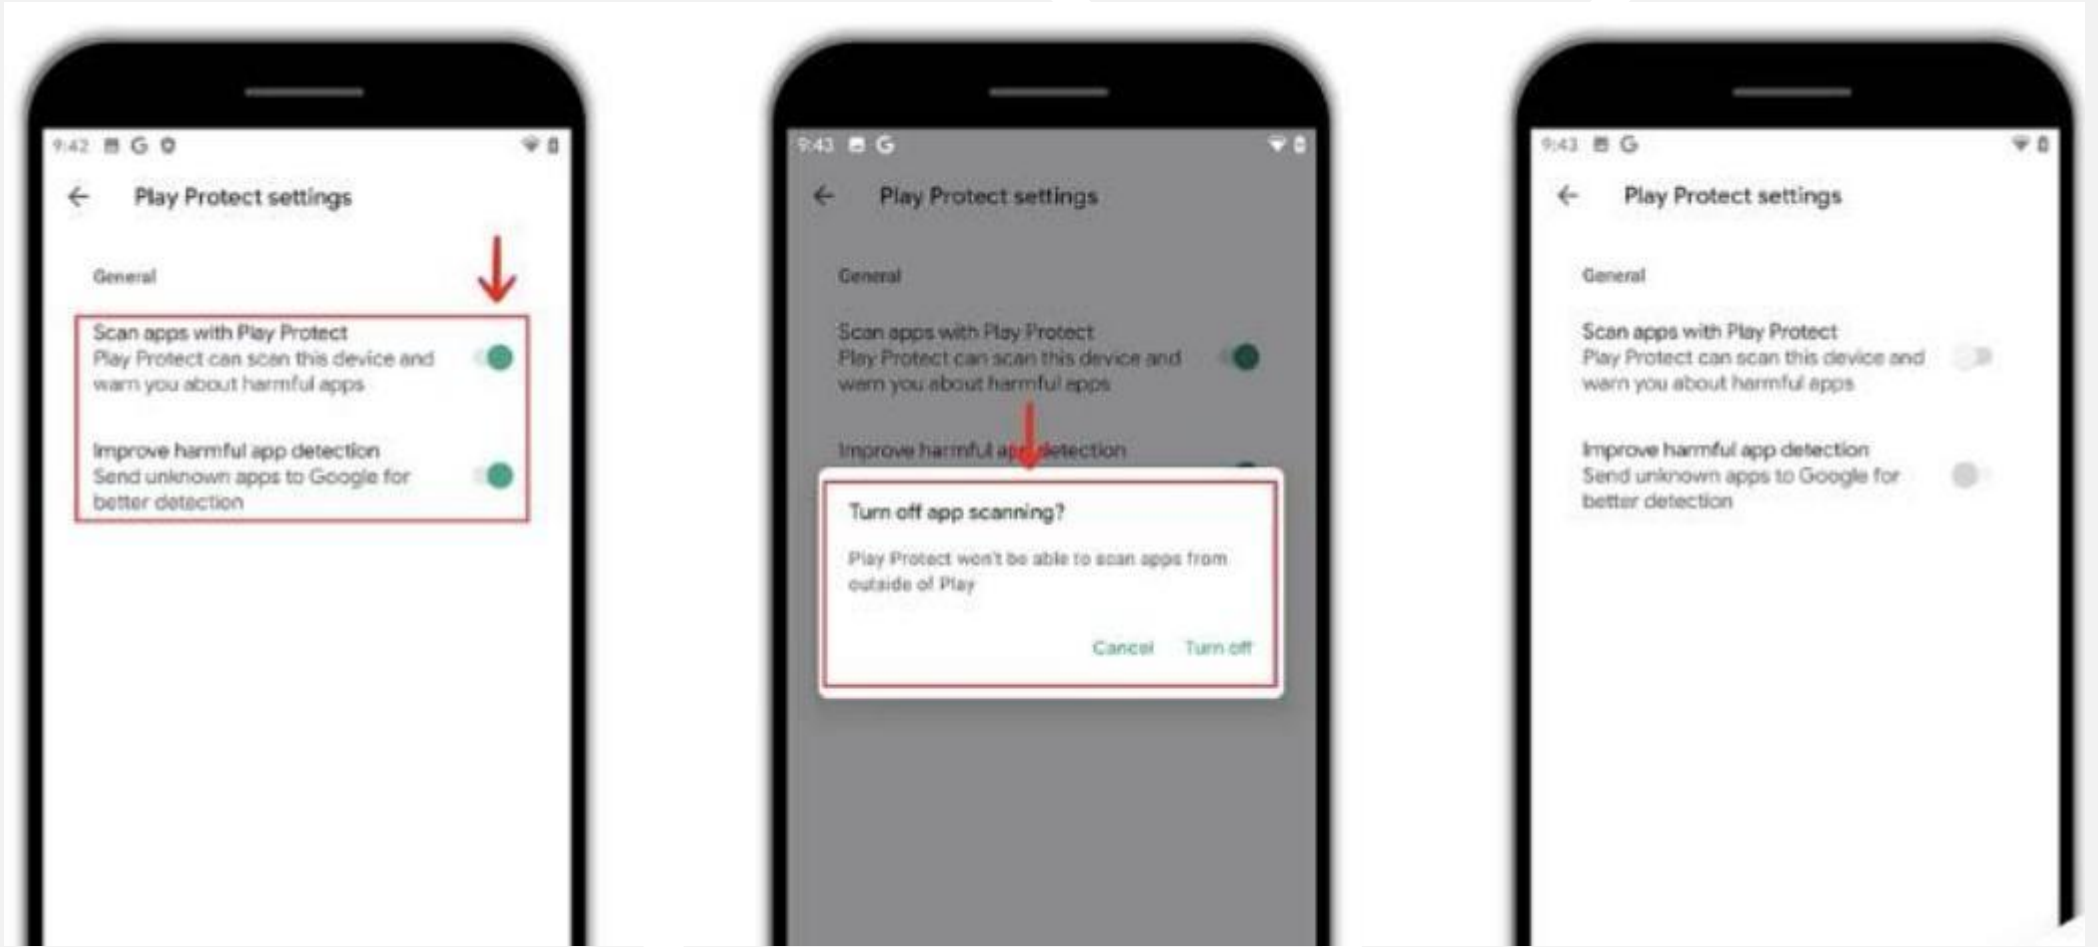 9:42 G
Play Protect settings
General
Scan apps with Play Protect
Play Protect can scan this device and
warn you about harmful apps
Improve harmful app detection
Send unknown apps to Google for
better detection
9:43 G
Play Protect settings
General
Scan apps with Play Protect
Play Protect can scan this device and
warn you about harmful apps
Improve harmful app detection
Turn off app scanning?
Play Protect won't be able to scan apps from
outside of Play
Cancel Turn off
9:43 G
Play Protect settings
General
Scan apps with Play Protect
Play Protect can scan this device and
warn you about harmful apps
Improve harmful app detection
Send unknown apps to Google for
better detection